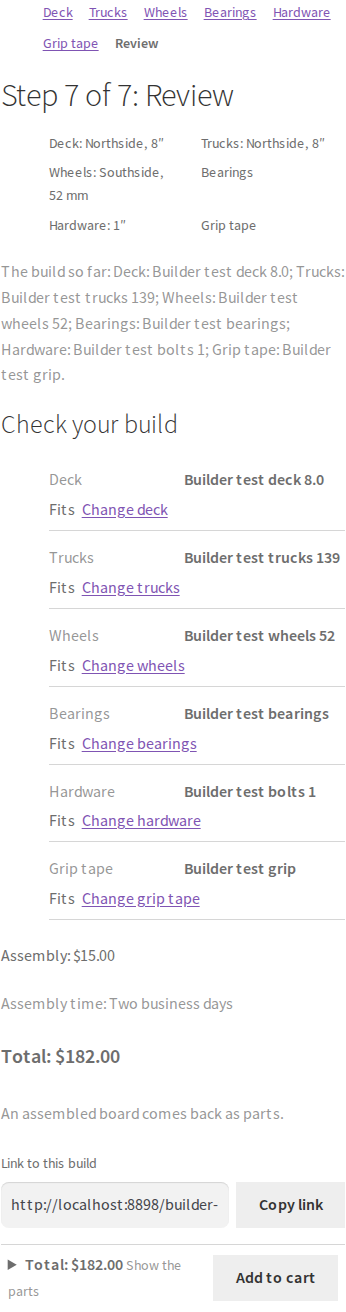 Deck Trucks Wheels Bearings Hardware
Grip tape Review
Step 7 of 7: Review
Deck: Northside, 8″ Trucks: Northside, 8″
Wheels: Southside, Bearings
52 mm
Hardware: 1″ Grip tape
The build so far: Deck: Builder test deck 8.0; Trucks:
Builder test trucks 139; Wheels: Builder test
wheels 52; Bearings: Builder test bearings;
Hardware: Builder test bolts 1; Grip tape: Builder
test grip.
Check your build
Deck Builder test deck 8.0
Fits Change deck
Trucks Builder test trucks 139
Fits Change trucks
Wheels Builder test wheels 52
Fits Change wheels
Bearings Builder test bearings
Fits Change bearings
Hardware Builder test bolts 1
Fits Change hardware
Grip tape Builder test grip
Fits Change grip tape
Assembly: $15.00
Assembly time: Two business days
Total: $182.00
An assembled board comes back as parts.
Link to this build
http://localhost:8898/builder- Copy link
▶ Total: $182.00 Show the Add to cart
parts